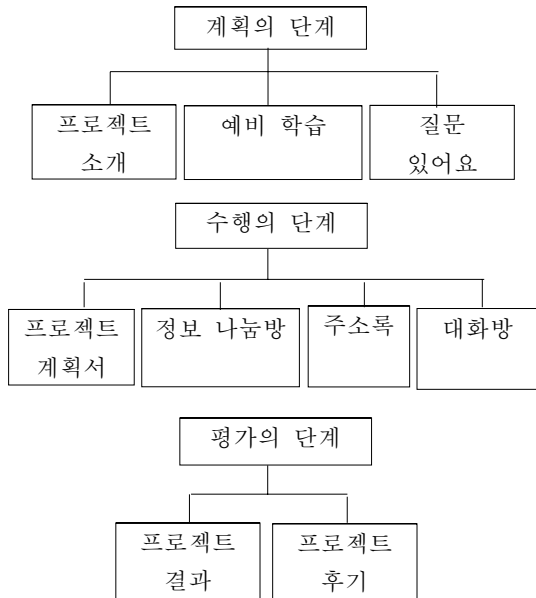 계획의 단계
프로젝트
소개
예비 학습
질문
있어요
수행의 단계
프로젝트
계획서
정보 나눔방
주소록
대화방
평가의 단계
프로젝트
결과
프로젝트
후기